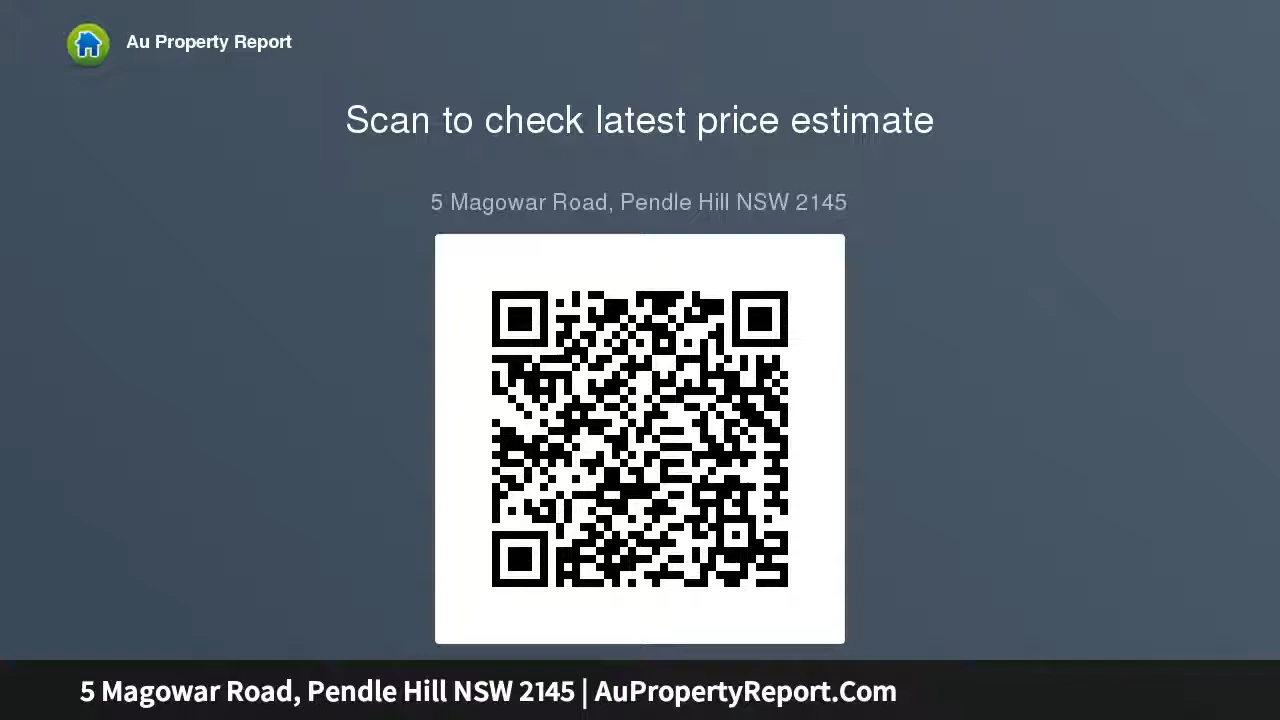 Au Property Report
Scan to check latest price estimate
5 Magowar Road, Pendle Hill NSW 2145
5 Magowar Road, Pendle Hill NSW 2145 | AuPropertyReport.Com